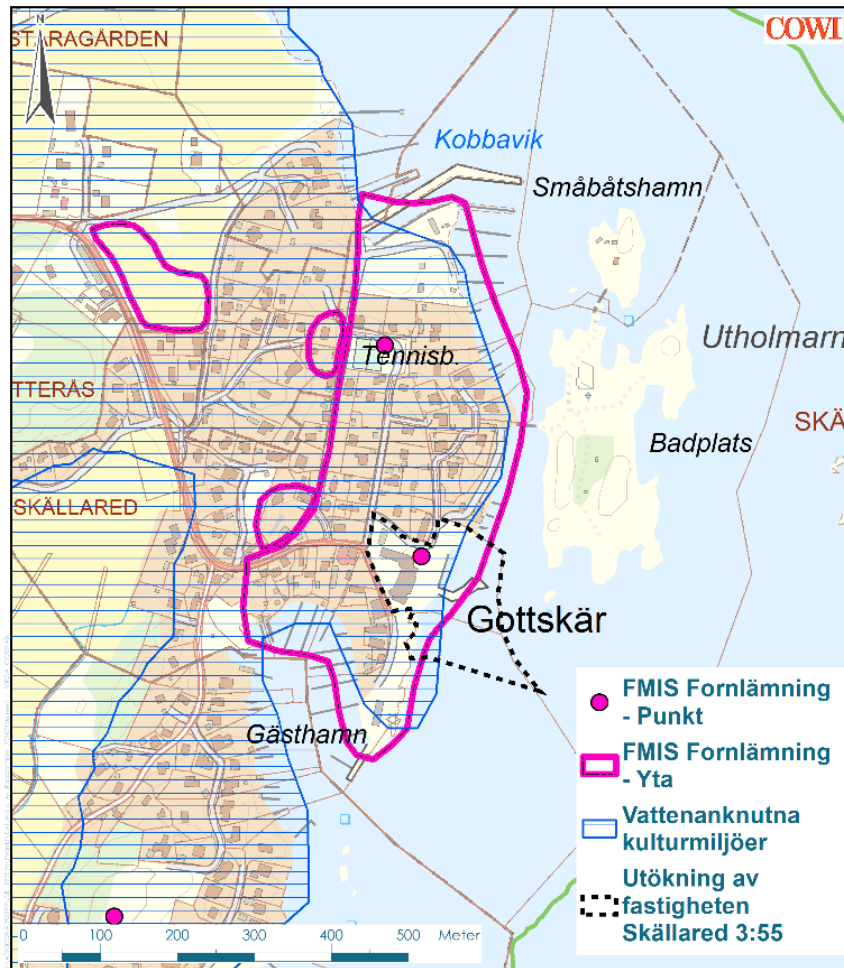 COWI
STARAGÅRDEN
N
Kobbavik
Småbåtshamn
Utholmarn
Tennisb.
TTERÅS
SKÄ
Badplats
SKÄLLARED
Gottskär
Gästhamn
FMIS Fornlämning
- Punkt
FMIS Fornlämning
- Yta
Vattenanknutna
kulturmiljöer
Utökning av
fastigheten
Skällared 3:55
0 100 200 300 400 500 Meter